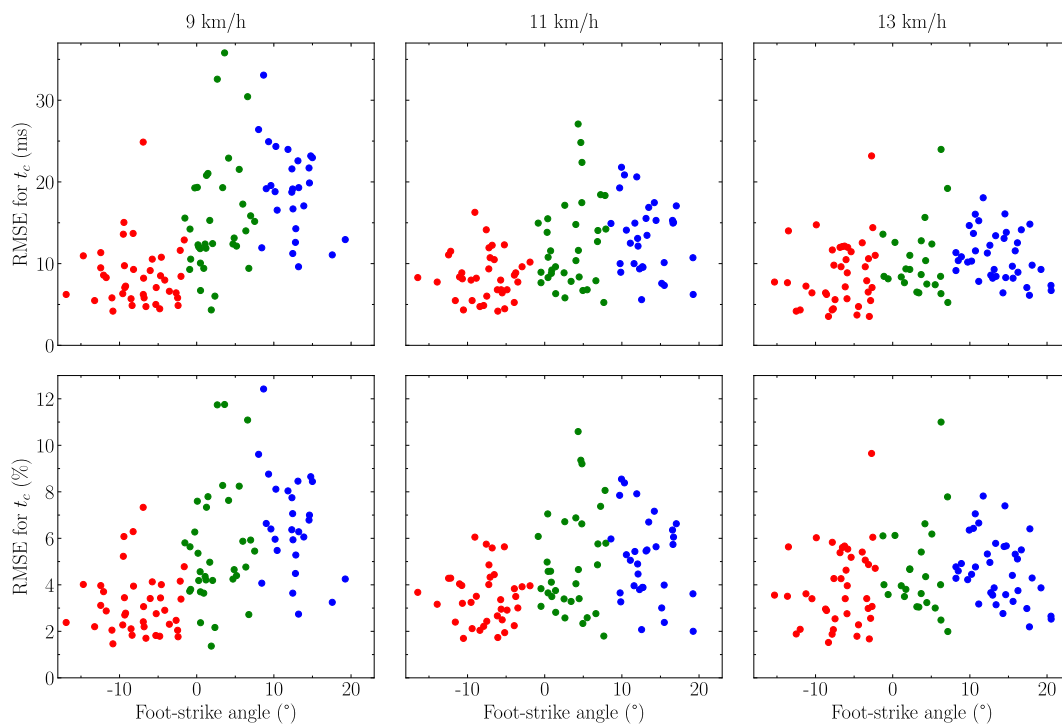 9 km/h 11 km/h 13 km/h
RMSE for t_c (ms)
30
20
10
0
RMSE for t_c (%)
12
10
8
6
4
2
0
-10 0 10 20 -10 0 10 20 -10 0 10 20
Foot-strike angle (°) Foot-strike angle (°) Foot-strike angle (°)